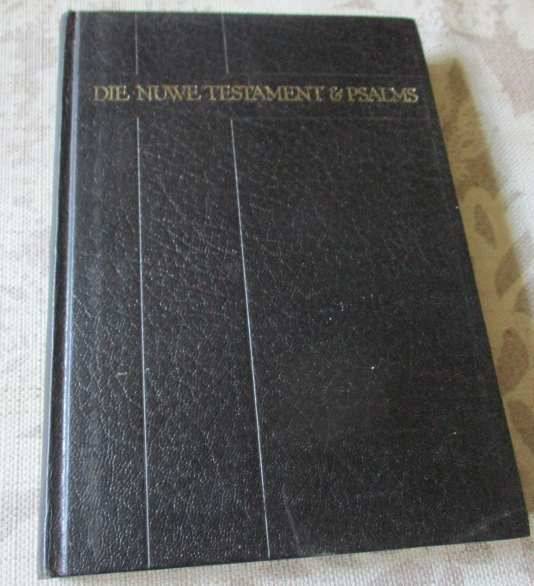 DIE NUWE TESTAMENT & PSALMS